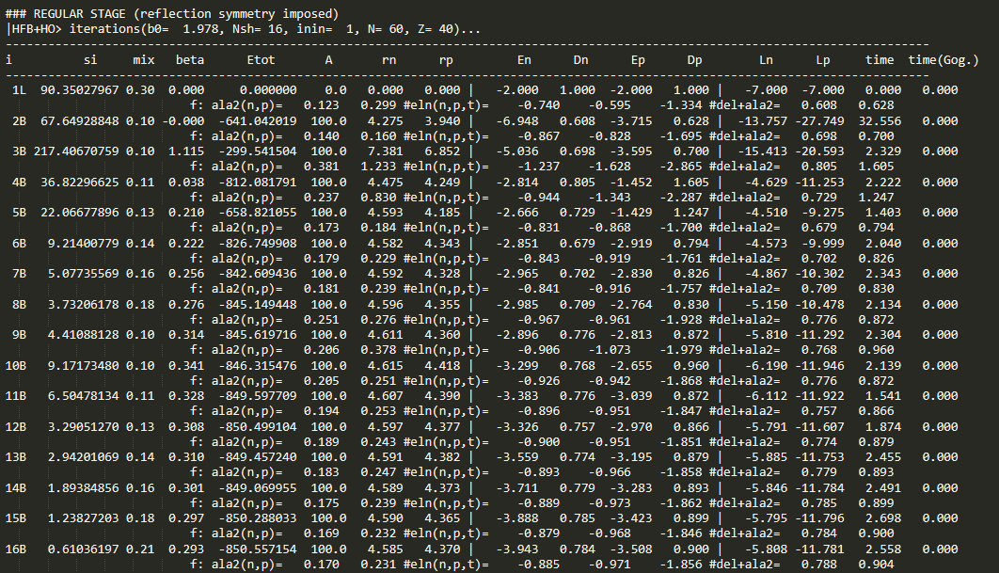 ### REGULAR STAGE (reflection symmetry imposed)
|HFB+HO> iterations(b0=  1.978, Nsh= 16, inin=  1, N= 60, Z= 40)...
-----------------------------------------------------------------------------------------------------------------------------------
i          si     mix   beta      Etot       A       rn      rp        En      Dn      Ep      Dp        Ln      Lp     time  time(Gog.)
-----------------------------------------------------------------------------------------------------------------------------------
1L  90.35027967 0.30  0.000     0.000000   0.0   0.000   0.000 |   -2.000   1.000  -2.000   1.000 |   -7.000  -7.000   0.000   0.000
f: ala2(n,p)=   0.123   0.299 #eln(n,p,t)=    -0.740    -0.595    -1.334 #del+ala2=   0.608   0.628
2B  67.64928848 0.10 -0.000  -641.042019 100.0   4.275   3.940 |   -6.948   0.608  -3.715   0.628 |  -13.757 -27.749  32.556   0.000
f: ala2(n,p)=   0.140   0.160 #eln(n,p,t)=    -0.867    -0.828    -1.695 #del+ala2=   0.698   0.700
3B 217.40670759 0.10  1.115  -299.541504 100.0   7.381   6.852 |   -5.036   0.698  -3.595   0.700 |  -15.413 -20.593   2.329   0.000
f: ala2(n,p)=   0.381   1.233 #eln(n,p,t)=    -1.237    -1.628    -2.865 #del+ala2=   0.805   1.605
4B  36.82296625 0.11  0.038  -812.081791 100.0   4.475   4.249 |   -2.814   0.805  -1.452   1.605 |   -4.629 -11.253   2.222   0.000
f: ala2(n,p)=   0.237   0.830 #eln(n,p,t)=    -0.944    -1.343    -2.287 #del+ala2=   0.729   1.247
5B  22.06677896 0.13  0.210  -658.821055 100.0   4.593   4.185 |   -2.666   0.729  -1.429   1.247 |   -4.510  -9.275   1.403   0.000
f: ala2(n,p)=   0.173   0.184 #eln(n,p,t)=    -0.831    -0.868    -1.700 #del+ala2=   0.679   0.794
6B   9.21400779 0.14  0.222  -826.749908 100.0   4.582   4.343 |   -2.851   0.679  -2.919   0.794 |   -4.573  -9.999   2.040   0.000
f: ala2(n,p)=   0.179   0.229 #eln(n,p,t)=    -0.843    -0.919    -1.761 #del+ala2=   0.702   0.826
7B   5.07735569 0.16  0.256  -842.609436 100.0   4.592   4.328 |   -2.965   0.702  -2.830   0.826 |   -4.867 -10.302   2.343   0.000
f: ala2(n,p)=   0.181   0.239 #eln(n,p,t)=    -0.841    -0.916    -1.757 #del+ala2=   0.709   0.830
8B   3.73206178 0.18  0.276  -845.149448 100.0   4.596   4.355 |   -2.985   0.709  -2.764   0.830 |   -5.150 -10.478   2.134   0.000
f: ala2(n,p)=   0.251   0.276 #eln(n,p,t)=    -0.967    -0.961    -1.928 #del+ala2=   0.776   0.872
9B   4.41088128 0.10  0.314  -845.619716 100.0   4.611   4.360 |   -2.896   0.776  -2.813   0.872 |   -5.810 -11.292   2.304   0.000
f: ala2(n,p)=   0.206   0.378 #eln(n,p,t)=    -0.906    -1.073    -1.979 #del+ala2=   0.768   0.960
10B   9.17173480 0.10  0.341  -846.315476 100.0   4.615   4.418 |   -3.299   0.768  -2.655   0.960 |   -6.190 -11.946   2.139   0.000
f: ala2(n,p)=   0.205   0.251 #eln(n,p,t)=    -0.926    -0.942    -1.868 #del+ala2=   0.776   0.872
11B   6.50478134 0.11  0.328  -849.597709 100.0   4.607   4.390 |   -3.383   0.776  -3.039   0.872 |   -6.112 -11.922   1.541   0.000
f: ala2(n,p)=   0.194   0.253 #eln(n,p,t)=    -0.896    -0.951    -1.847 #del+ala2=   0.757   0.866
12B   3.29051270 0.13  0.308  -850.499104 100.0   4.597   4.377 |   -3.326   0.757  -2.970   0.866 |   -5.791 -11.607   1.874   0.000
f: ala2(n,p)=   0.189   0.243 #eln(n,p,t)=    -0.900    -0.951    -1.851 #del+ala2=   0.774   0.879
13B   2.94201069 0.14  0.310  -849.457240 100.0   4.591   4.382 |   -3.559   0.774  -3.195   0.879 |   -5.885 -11.753   2.455   0.000
f: ala2(n,p)=   0.183   0.247 #eln(n,p,t)=    -0.893    -0.966    -1.858 #del+ala2=   0.779   0.893
14B   1.89384856 0.16  0.301  -849.069955 100.0   4.589   4.373 |   -3.711   0.779  -3.283   0.893 |   -5.846 -11.784   2.491   0.000
f: ala2(n,p)=   0.175   0.239 #eln(n,p,t)=    -0.889    -0.973    -1.862 #del+ala2=   0.785   0.899
15B   1.23827203 0.18  0.297  -850.288033 100.0   4.590   4.365 |   -3.888   0.785  -3.423   0.899 |   -5.795 -11.796   2.698   0.000
f: ala2(n,p)=   0.169   0.232 #eln(n,p,t)=    -0.879    -0.968    -1.846 #del+ala2=   0.784   0.900
16B   0.61036197 0.21  0.293  -850.557154 100.0   4.585   4.370 |   -3.943   0.784  -3.508   0.900 |   -5.808 -11.781   2.558   0.000
f: ala2(n,p)=   0.170   0.231 #eln(n,p,t)=    -0.885    -0.971    -1.856 #del+ala2=   0.788   0.904